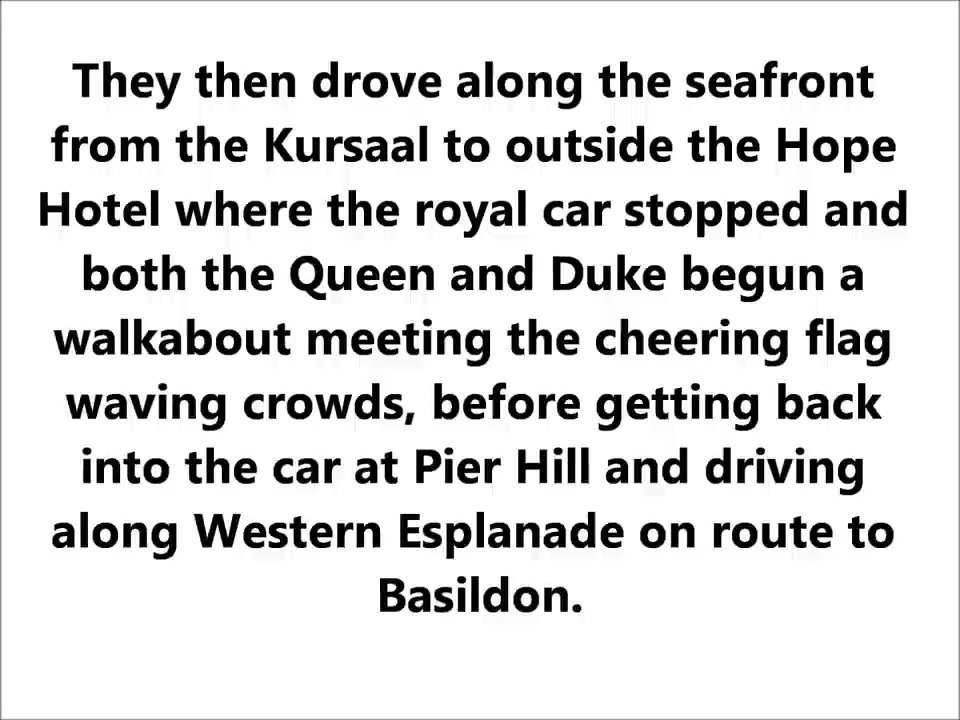 They then drove along the seafront
from the Kursaal to outside the Hope
Hotel where the royal car stopped and
both the Queen and Duke begun a
walkabout meeting the cheering flag
waving crowds, before getting back
into the car at Pier Hill and driving
along Western Esplanade on route to
Basildon.